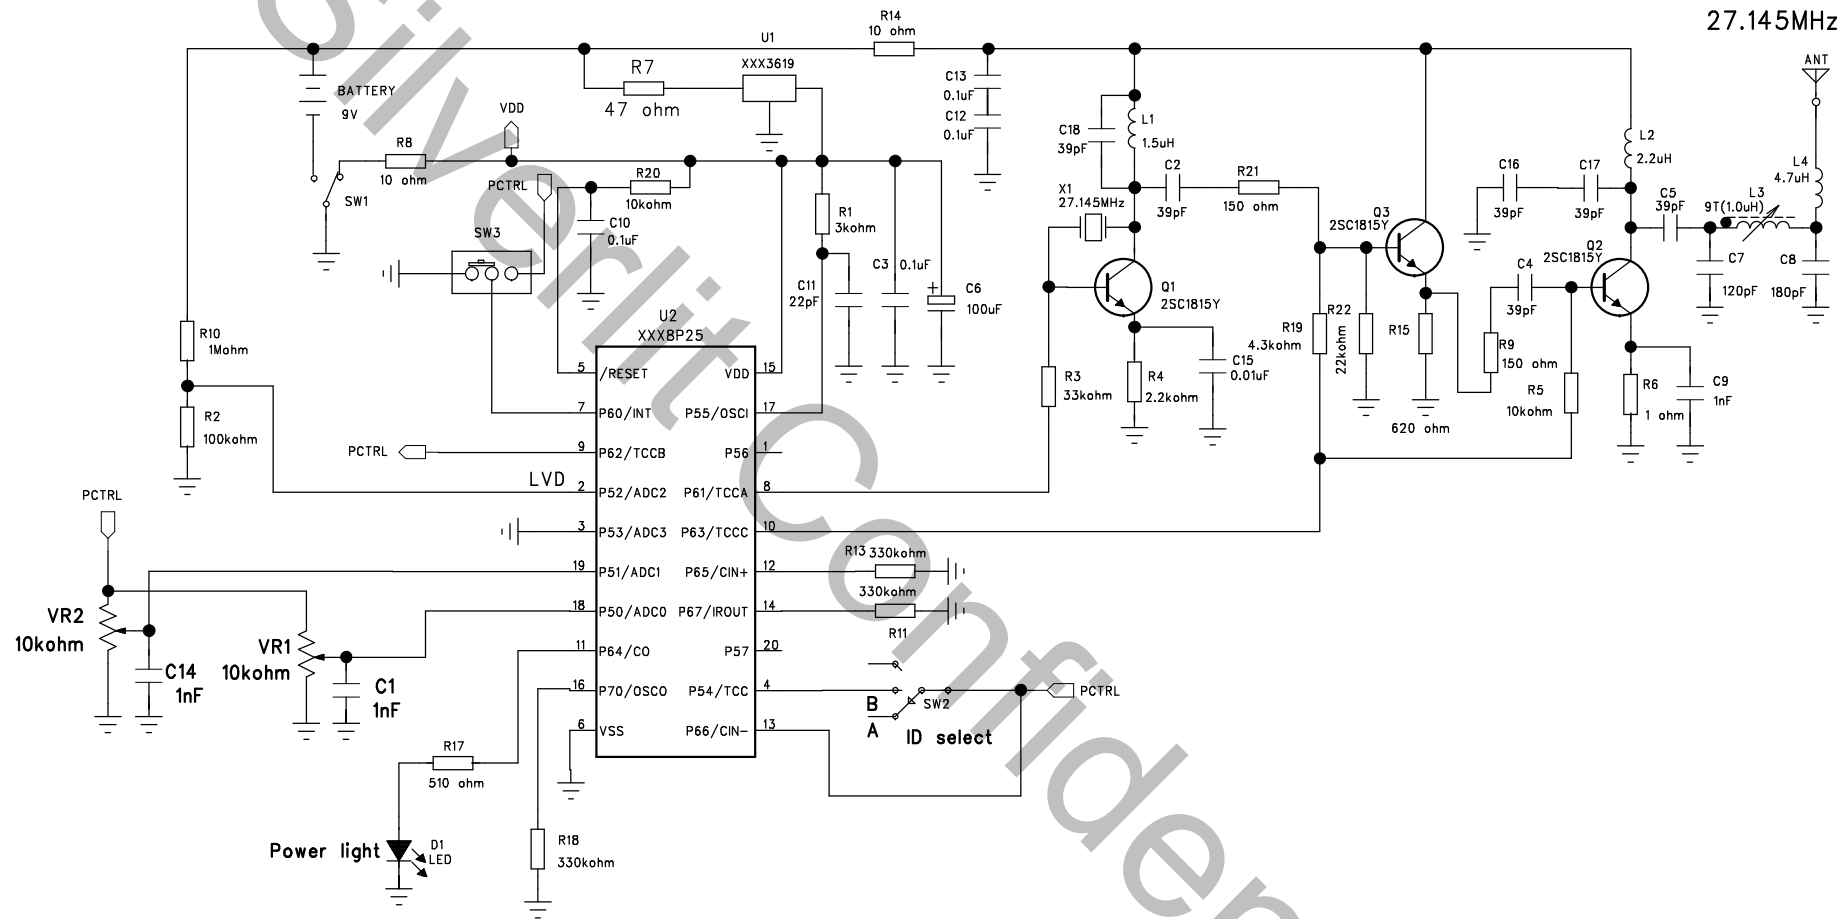 27.145MHz
R14
10 ohm
U1
XXX3619
R7
47 ohm
BATTERY
9V
VDD
R8
10 ohm
SW1
PCTRL
R20
10kohm
C10
0.1uF
SW3
R1
3kohm
C11
22pF
C3
0.1uF
+
C6
100uF
C13
0.1uF
C12
0.1uF
C18
39pF
L1
1.5uH
C2
39pF
R21
150 ohm
X1
27.145MHz
Q1
2SC1815Y
R3
33kohm
R4
2.2kohm
C15
0.01uF
R19
4.3kohm
R22
22kohm
Q3
2SC1815Y
R15
620 ohm
C16
39pF
C17
39pF
L2
2.2uH
C4
39pF
R9
150 ohm
R5
10kohm
Q2
2SC1815Y
R6
1 ohm
C9
1nF
C5
39pF
L3
9T(1.0uH)
L4
4.7uH
ANT
C7
120pF
C8
180pF
R10
1Mohm
R2
100kohm
U2
XXX8P25
5 /RESET VDD 15
7 P60/INT P55/OSCI 17
PCTRL 9 P62/TCCB P56 1
LVD 2 P52/ADC2 P61/TCCA 8
3 P53/ADC3 P63/TCCC 10
19 P51/ADC1 P65/CIN+ 12
18 P50/ADC0 P67/IROUT 14
11 P64/CO P57 20
16 P70/OSCO P54/TCC 4
6 VSS P66/CIN- 13
R13 330kohm
330kohm
R11
B
A
SW2
ID select
PCTRL
PCTRL
VR2
10kohm
C14
1nF
VR1
10kohm
C1
1nF
R17
510 ohm
Power light
D1
LED
R18
330kohm
Silverlit Confiden